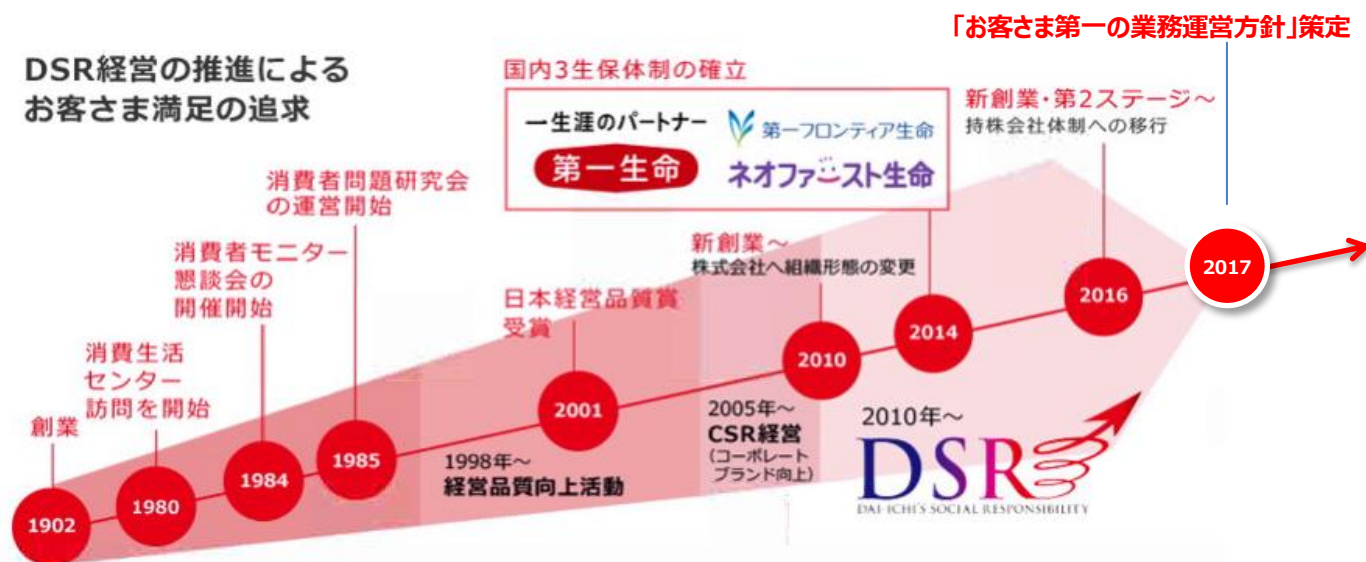 「お客さま第一の業務運営方針」策定
DSR経営の推進による
お客さま満足の追求
国内3生保体制の確立
一生涯のパートナー
第一生命
第一フロンティア生命
ネオファースト生命
新創業・第2ステージ～
持株会社体制への移行
消費者問題研究会
の運営開始
消費者モニター
懇談会の
開催開始
新創業～
株式会社へ組織形態の変更
日本経営品質賞
受賞
消費生活
センター
訪問を開始
創業
1902
1980
1984
1985
2001
2010
2014
2016
2017
1998年～
経営品質向上活動
2005年～
CSR経営
(コーポレート
ブランド向上)
2010年～
DSR
DAI-ICHI'S SOCIAL RESPONSIBILITY